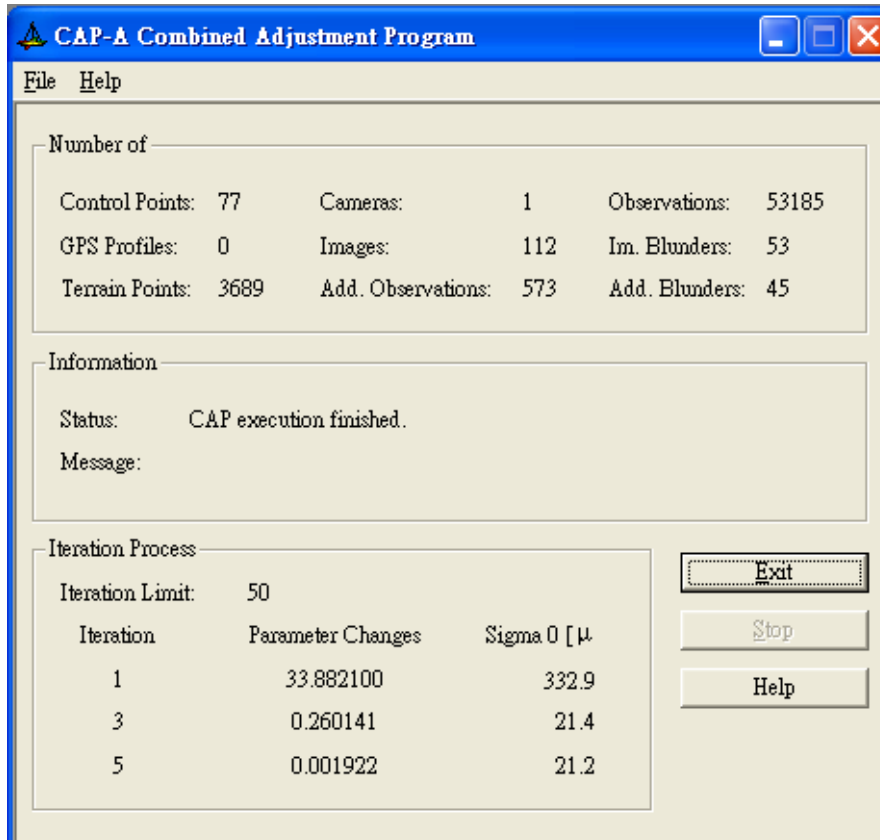 CAP-A Combined Adjustment Program
File Help
Number of
Control Points: 77 Cameras: 1 Observations: 53185
GPS Profiles: 0 Images: 112 Im. Blunders: 53
Terrain Points: 3689 Add. Observations: 573 Add. Blunders: 45
Information
Status: CAP execution finished.
Message:
Iteration Process
Iteration Limit: 50
Iteration Parameter Changes Sigma 0 [μ
1 33.882100 332.9
3 0.260141 21.4
5 0.001922 21.2
Exit
Stop
Help